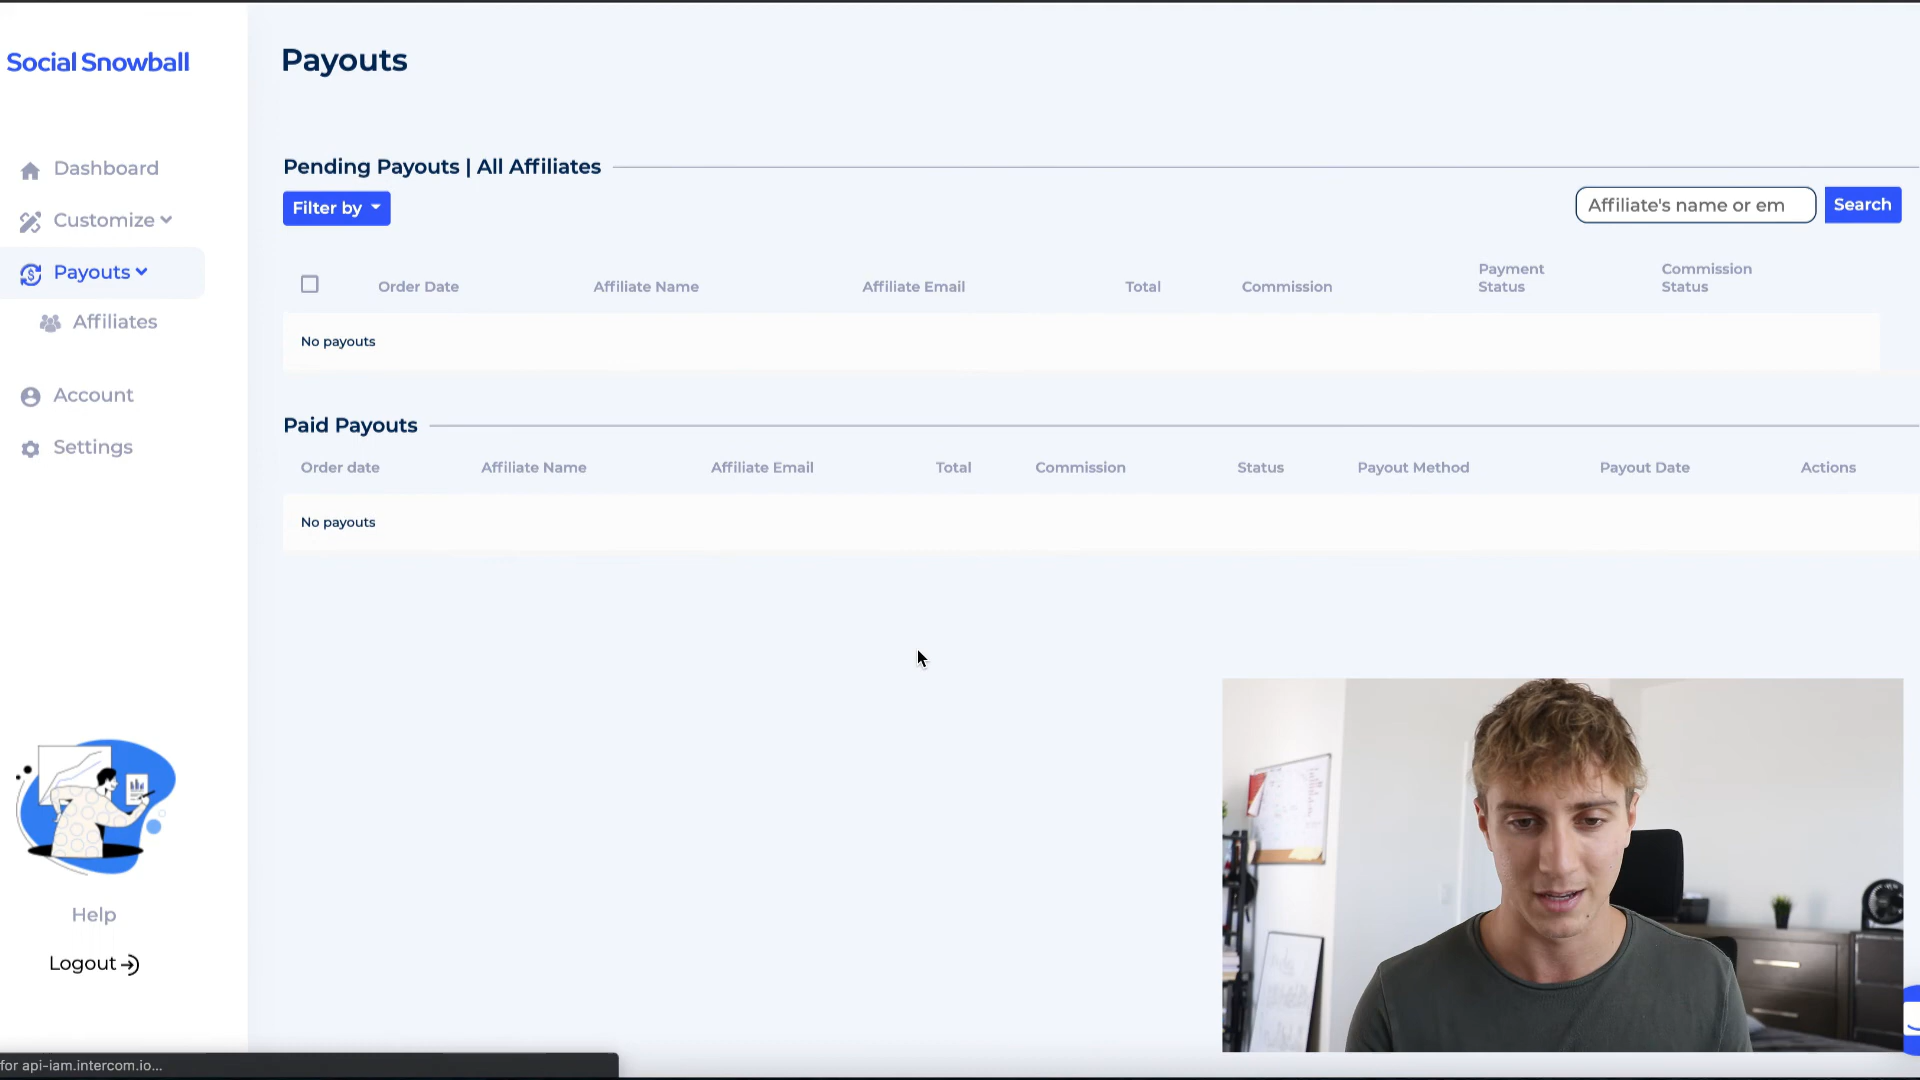 Social Snowball
Payouts
Dashboard
Customize
Payouts
Affiliates
Account
Settings
Help
Logout
Pending Payouts | All Affiliates
Filter by
Affiliate's name or em
Search
Order Date
Affiliate Name
Affiliate Email
Total
Commission
Payment
Status
Commission
Status
No payouts
Paid Payouts
Order date
Affiliate Name
Affiliate Email
Total
Commission
Status
Payout Method
Payout Date
Actions
No payouts
for api-iam.intercom.io...